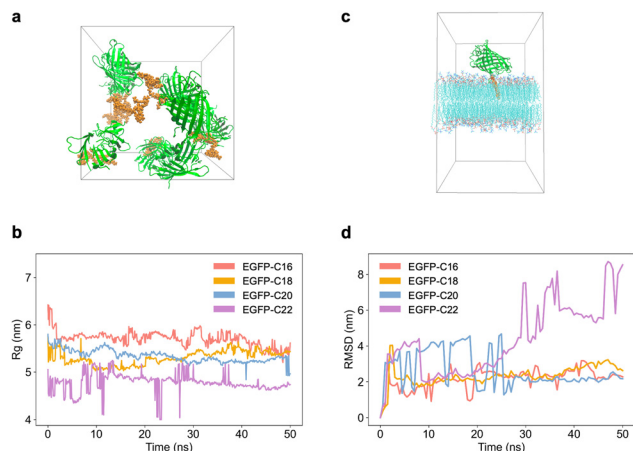 a
c
b
EGFP-C16
EGFP-C18
EGFP-C20
EGFP-C22
7
6
5
4
Rg (nm)
0
10
20
30
40
50
Time (ns)
d
EGFP-C16
EGFP-C18
EGFP-C20
EGFP-C22
8
6
4
2
0
RMSD (nm)
0
10
20
30
40
50
Time (ns)